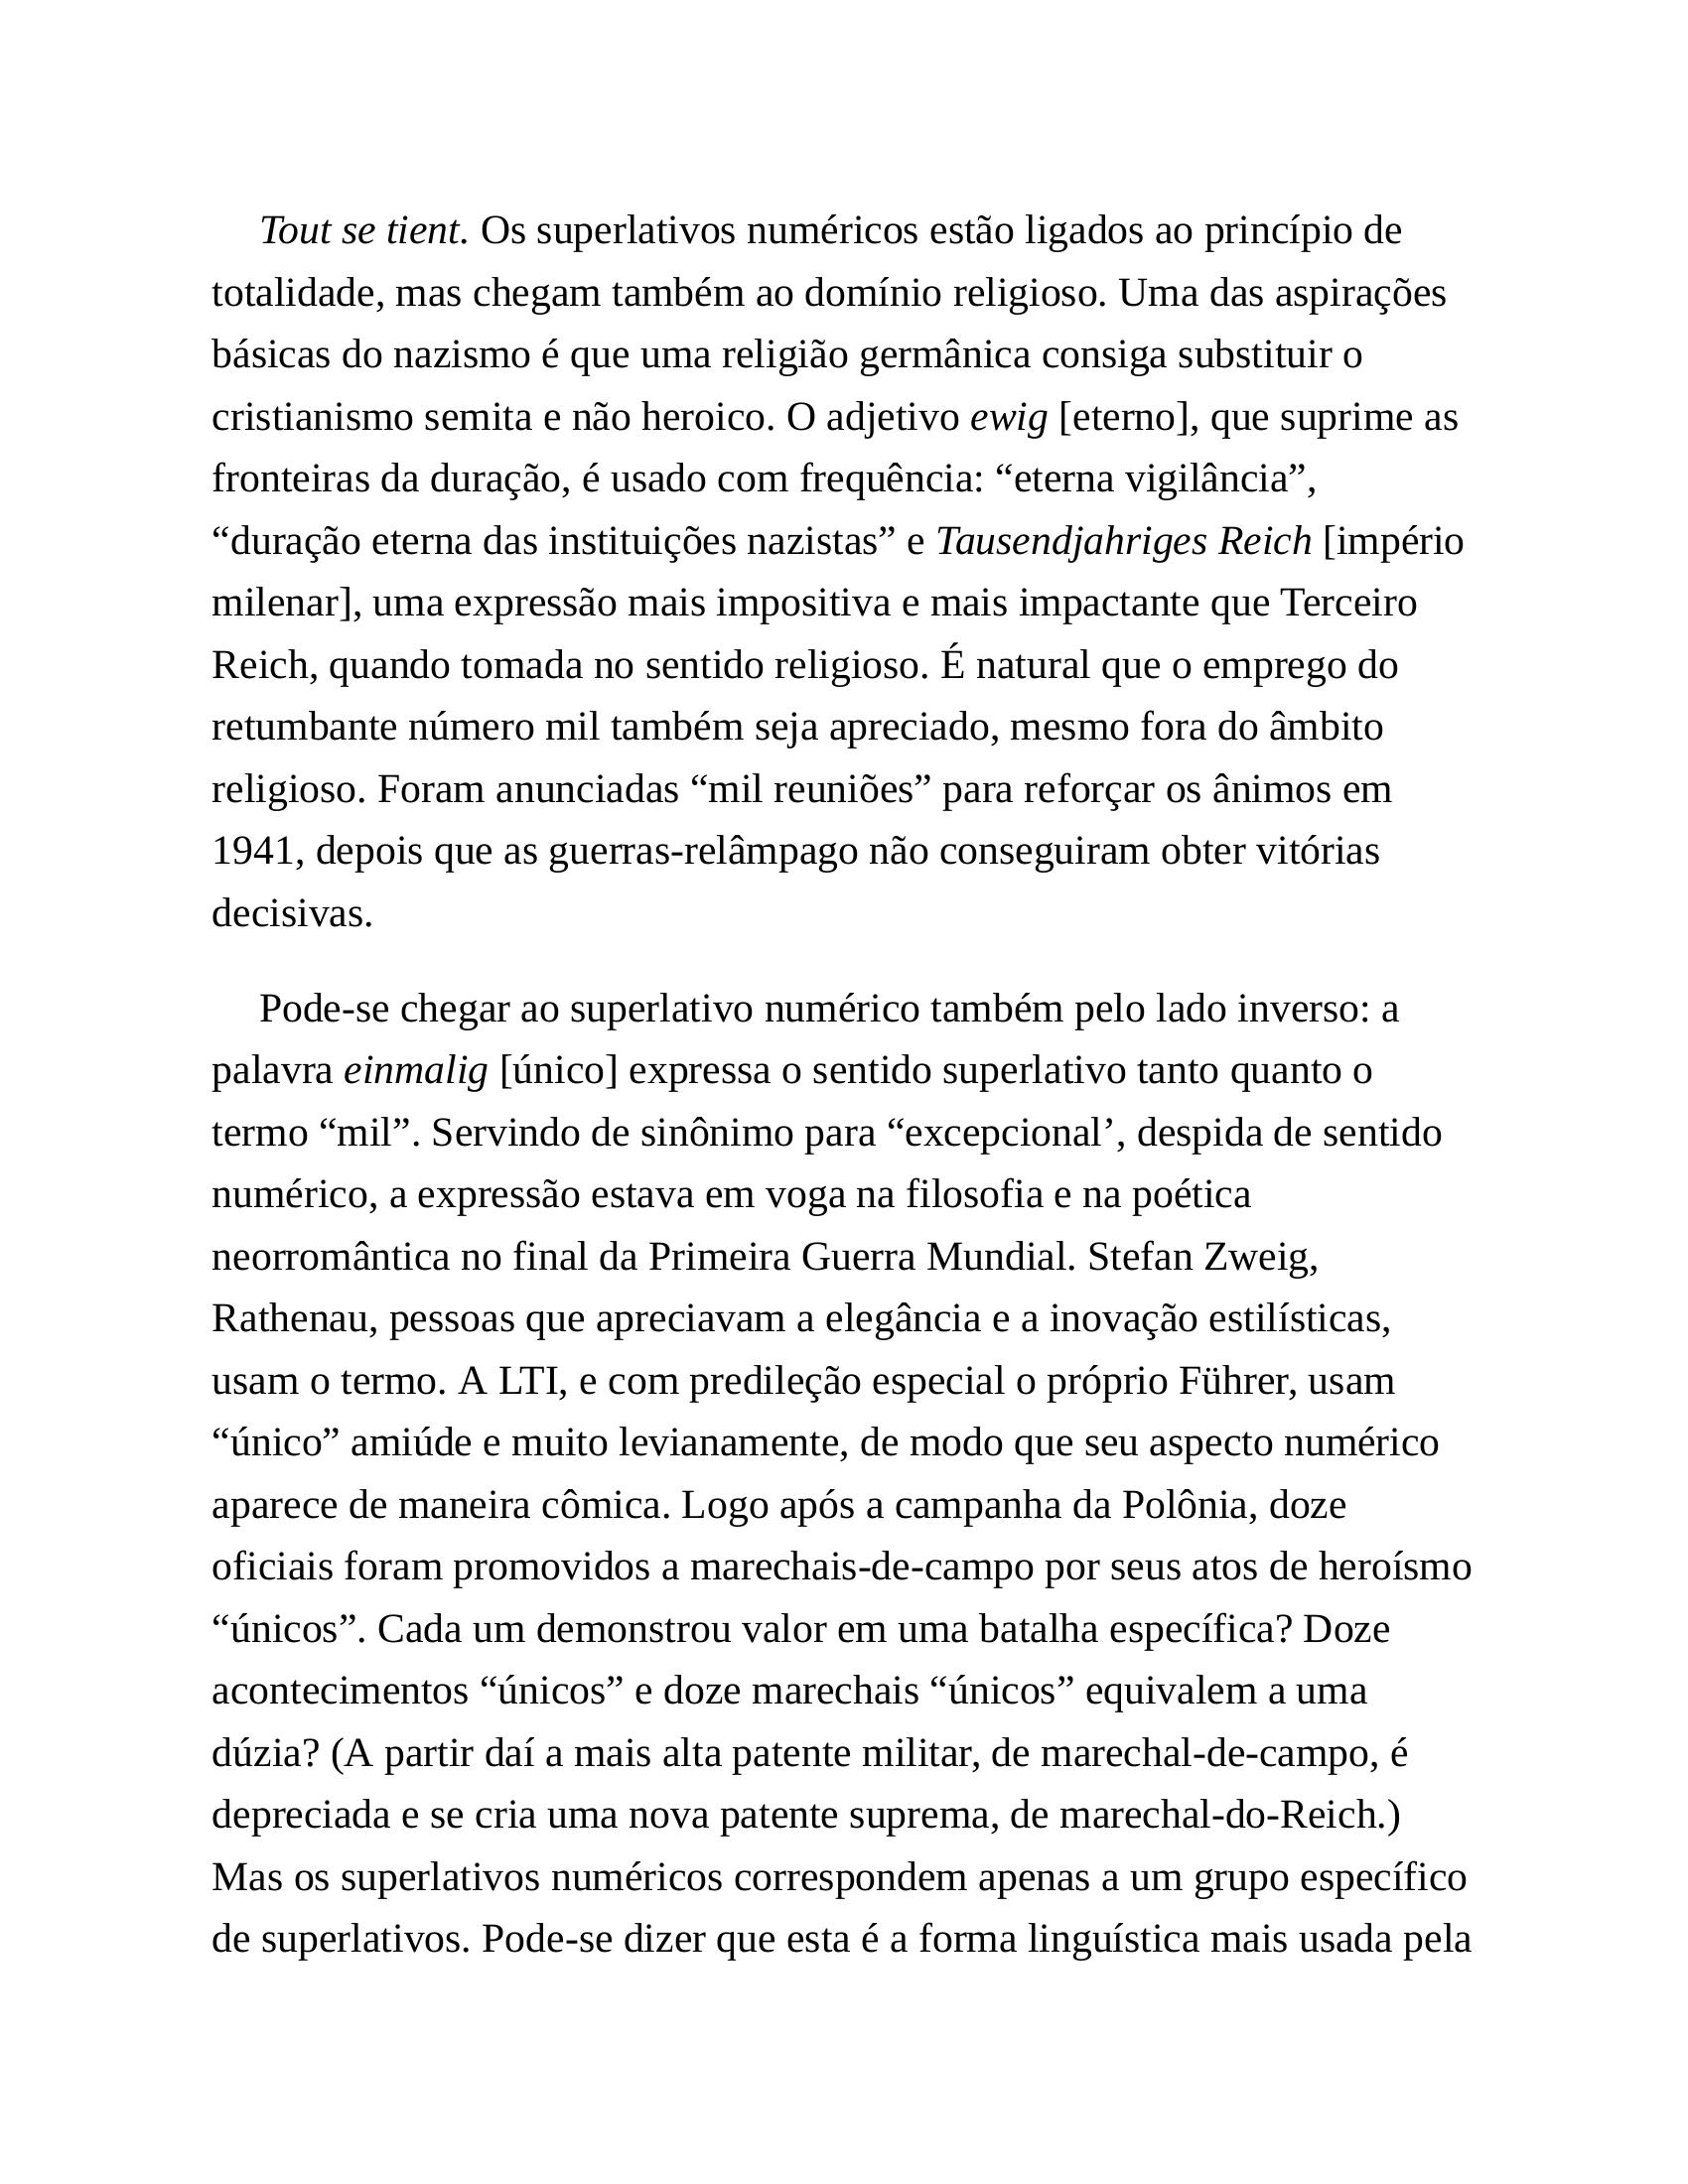 Tout se tient. Os superlativos numéricos estão ligados ao princípio de
totalidade, mas chegam também ao domínio religioso. Uma das aspirações
básicas do nazismo é que uma religião germânica consiga substituir o
cristianismo semita e não heroico. O adjetivo ewig [eterno], que suprime as
fronteiras da duração, é usado com frequência: “eterna vigilância”,
“duração eterna das instituições nazistas” e Tausendjahriges Reich [império
milenar], uma expressão mais impositiva e mais impactante que Terceiro
Reich, quando tomada no sentido religioso. É natural que o emprego do
retumbante número mil também seja apreciado, mesmo fora do âmbito
religioso. Foram anunciadas “mil reuniões” para reforçar os ânimos em
1941, depois que as guerras-relâmpago não conseguiram obter vitórias
decisivas.
Pode-se chegar ao superlativo numérico também pelo lado inverso: a
palavra einmalig [único] expressa o sentido superlativo tanto quanto o
termo “mil”. Servindo de sinônimo para “excepcional’, despida de sentido
numérico, a expressão estava em voga na filosofia e na poética
neorromântica no final da Primeira Guerra Mundial. Stefan Zweig,
Rathenau, pessoas que apreciavam a elegância e a inovação estilísticas,
usam o termo. A LTI, e com predileção especial o próprio Führer, usam
“único” amiúde e muito levianamente, de modo que seu aspecto numérico
aparece de maneira cômica. Logo após a campanha da Polônia, doze
oficiais foram promovidos a marechais-de-campo por seus atos de heroísmo
“únicos”. Cada um demonstrou valor em uma batalha específica? Doze
acontecimentos “únicos” e doze marechais “únicos” equivalem a uma
dúzia? (A partir daí a mais alta patente militar, de marechal-de-campo, é
depreciada e se cria uma nova patente suprema, de marechal-do-Reich.)
Mas os superlativos numéricos correspondem apenas a um grupo específico
de superlativos. Pode-se dizer que esta é a forma linguística mais usada pela